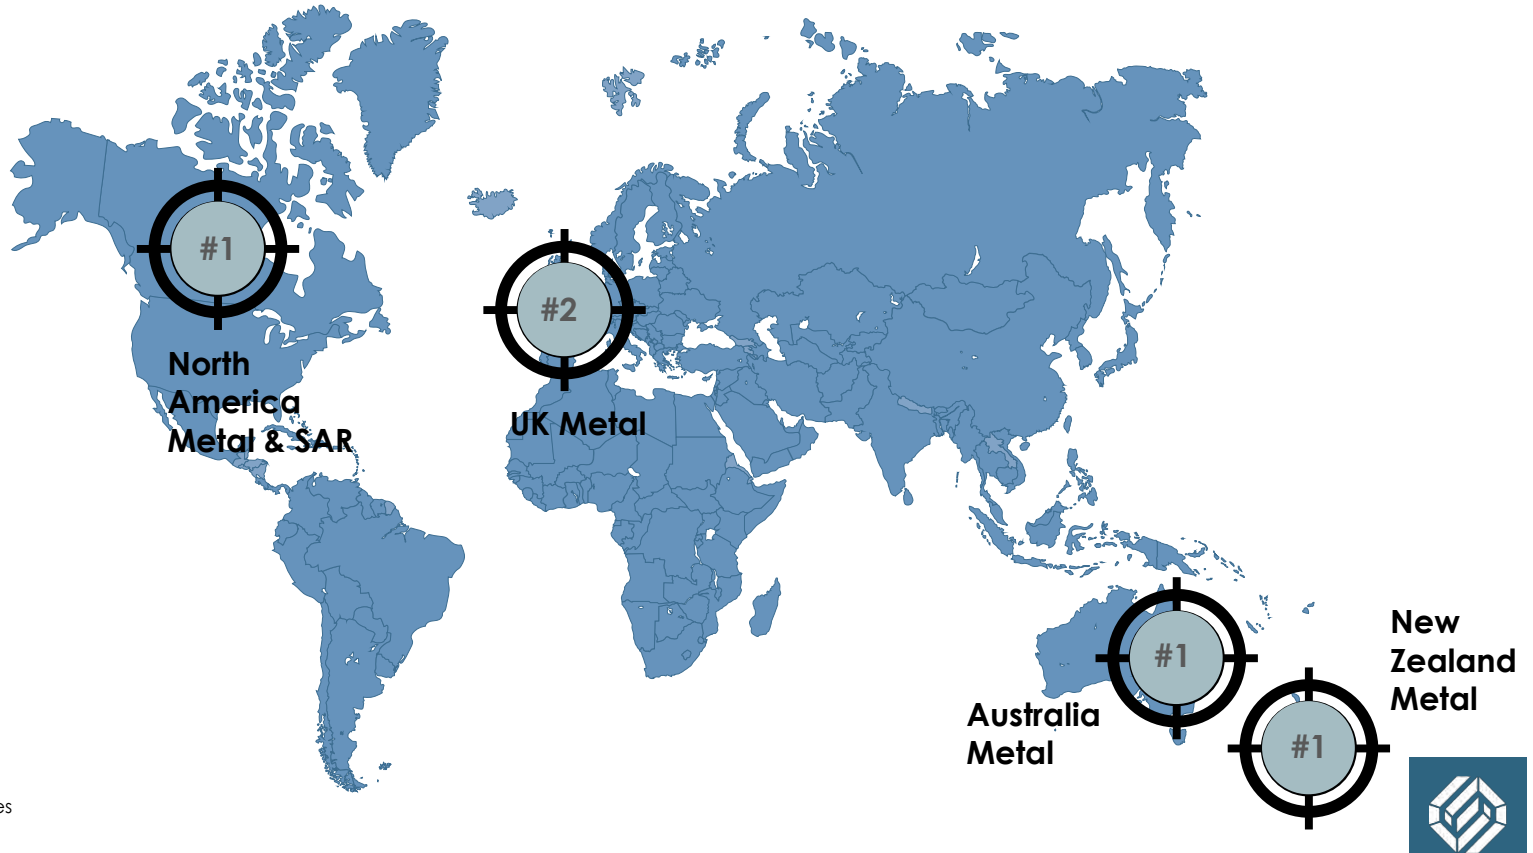 #1
North
America
Metal & SAR
#2
UK Metal
#1
Australia
Metal
#1
New
Zealand
Metal